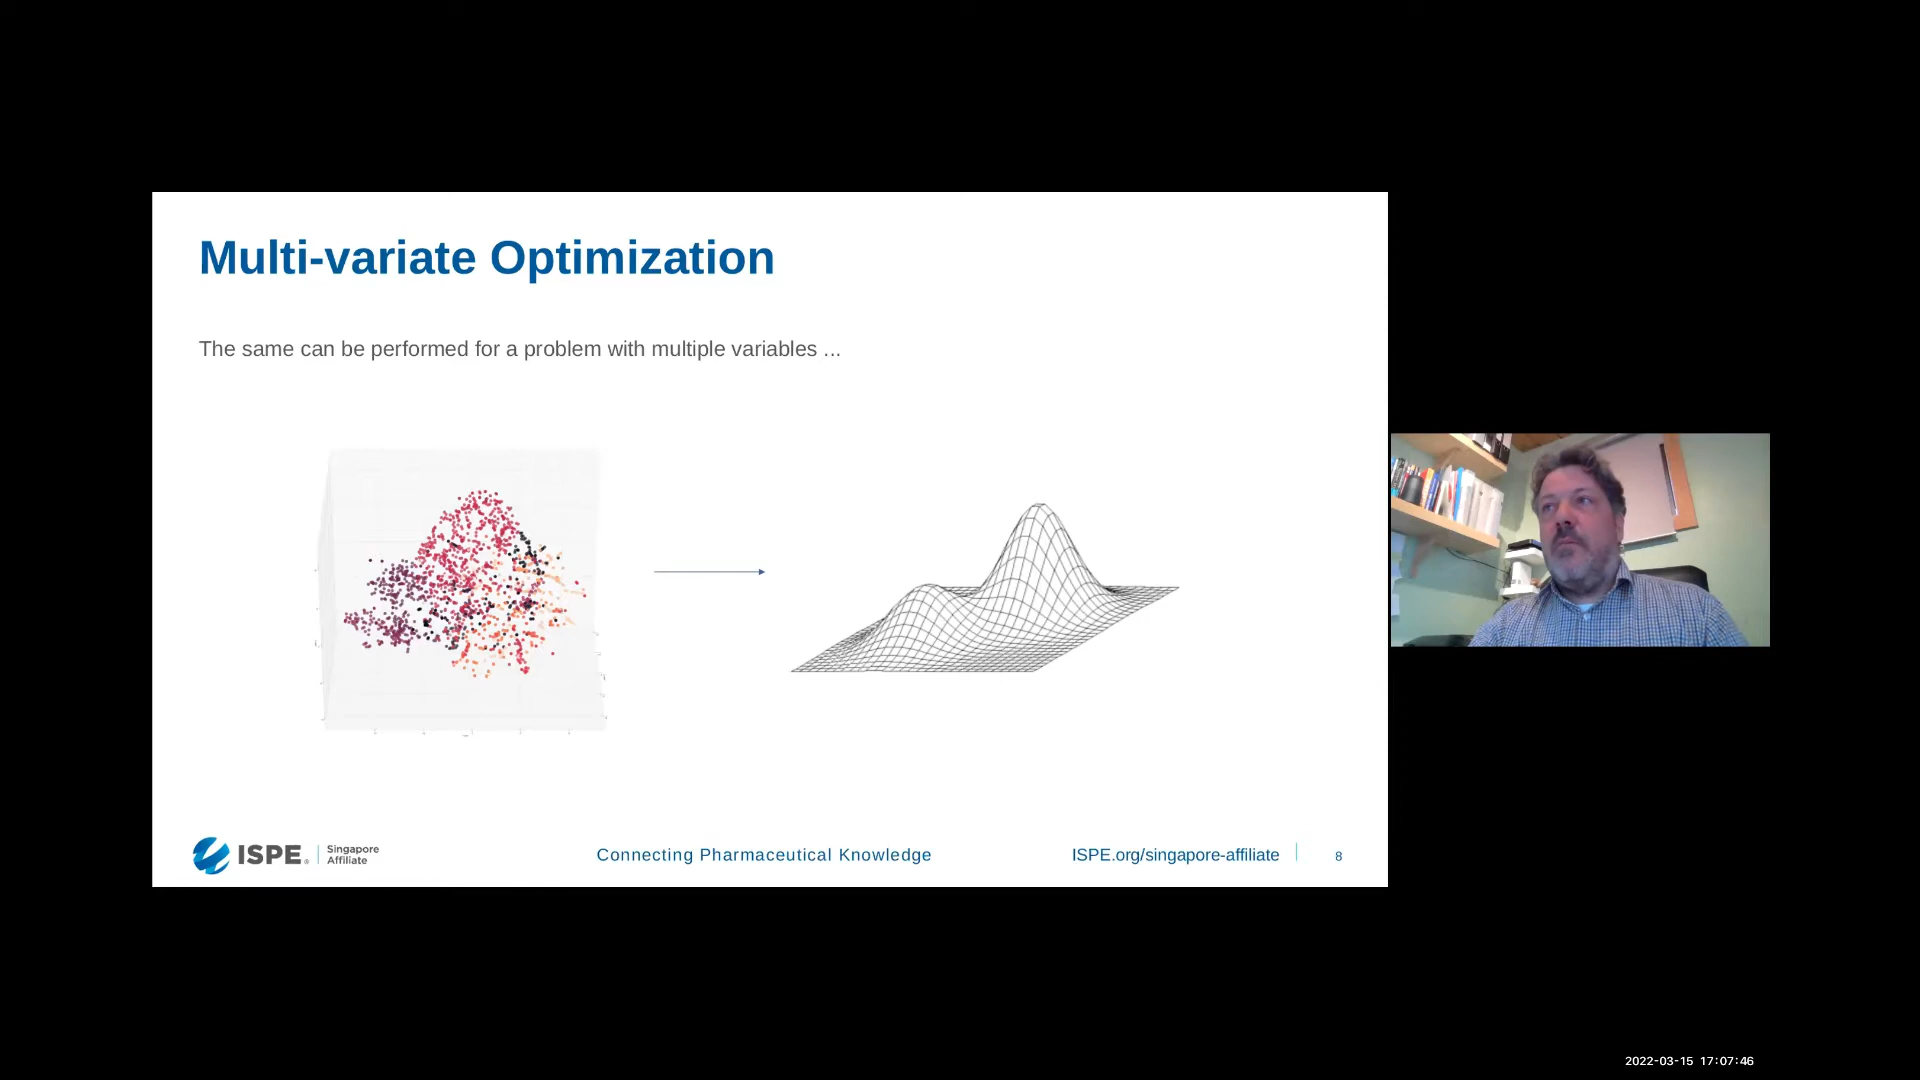 Multi-variate Optimization
The same can be performed for a problem with multiple variables ...
ISPE®
Singapore
Affiliate
Connecting Pharmaceutical Knowledge
ISPE.org/singapore-affiliate
8
2022-03-15 17:07:46